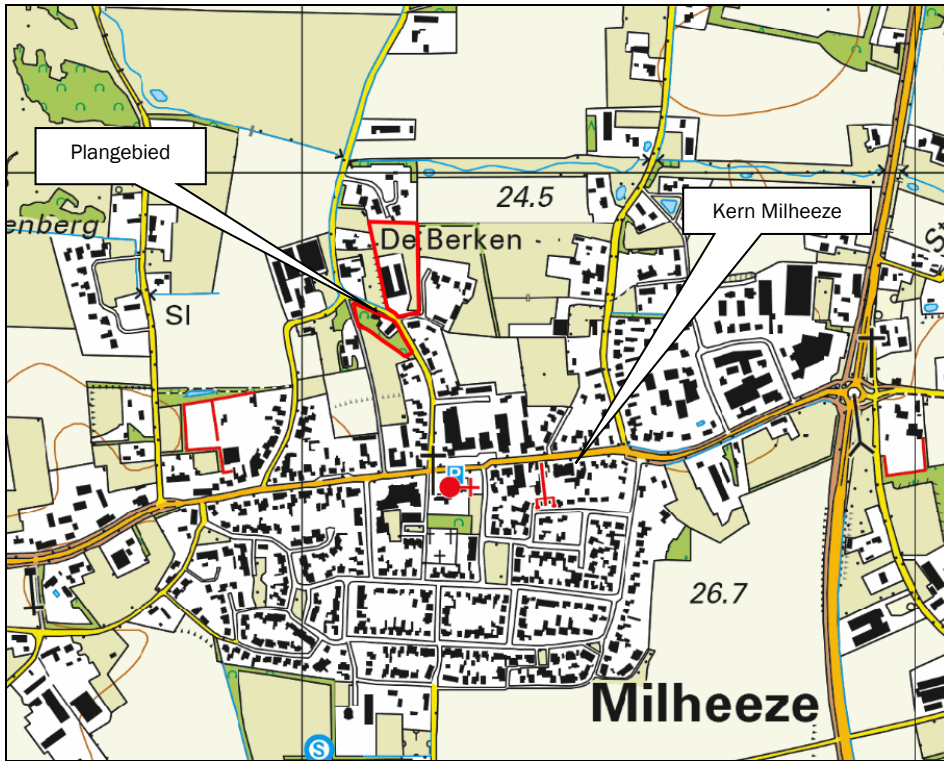 Plangebied
24.5
Kern Milheeze
enberg
De Berken
Sl
P
26.7
Milheeze
S